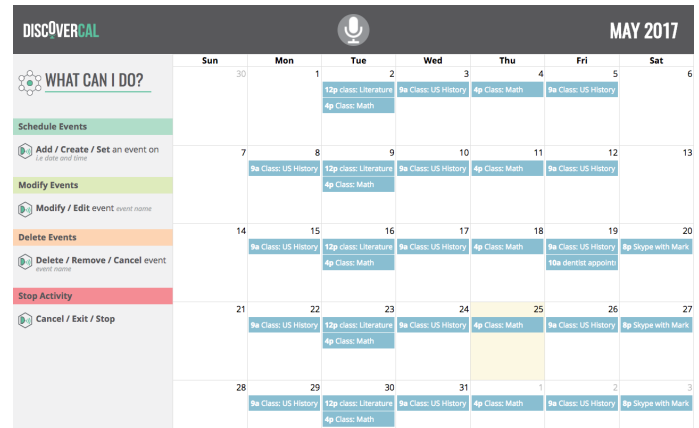 DISCOVERCAL
MAY 2017
WHAT CAN I DO?
Schedule Events
Add / Create / Set an event on
i.e date and time
Modify Events
Modify / Edit event event name
Delete Events
Delete / Remove / Cancel event
event name
Stop Activity
Cancel / Exit / Stop
Sun Mon Tue Wed Thu Fri Sat
30 1 2 3 4 5 6
12p class: Literature 9a Class: US History 4p Class: Math 9a Class: US History
4p Class: Math
7 8 9 10 11 12 13
9a Class: US History 12p class: Literature 9a Class: US History 4p Class: Math 9a Class: US History
4p Class: Math
14 15 16 17 18 19 20
9a Class: US History 12p class: Literature 9a Class: US History 4p Class: Math 9a Class: US History 8p Skype with Mark
4p Class: Math 10a dentist appoint
21 22 23 24 25 26 27
9a Class: US History 12p class: Literature 9a Class: US History 4p Class: Math 9a Class: US History 8p Skype with Mark
4p Class: Math
28 29 30 31 1 2 3
9a Class: US History 12p class: Literature 9a Class: US History 4p Class: Math 9a Class: US History 8p Skype with Mark
4p Class: Math